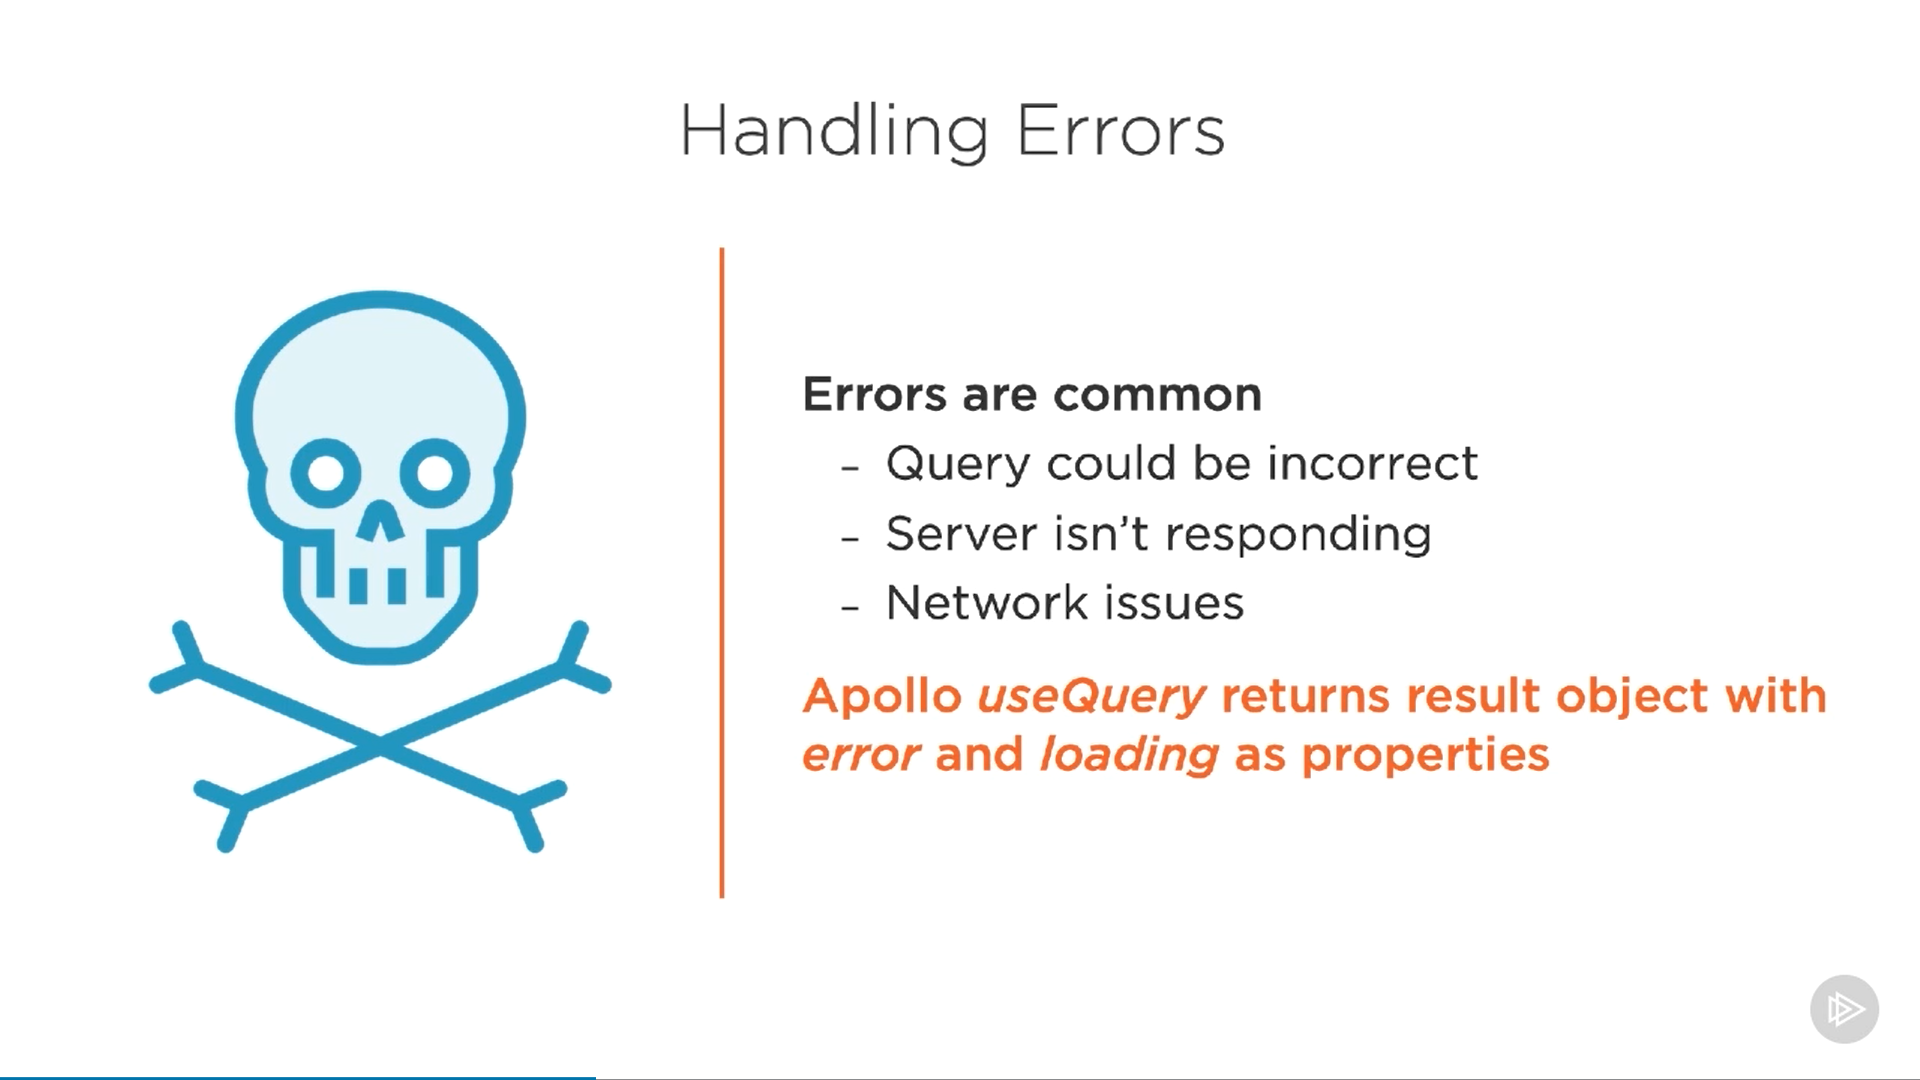 Handling Errors
Errors are common
– Query could be incorrect
– Server isn’t responding
– Network issues
Apollo useQuery returns result object with
error and loading as properties